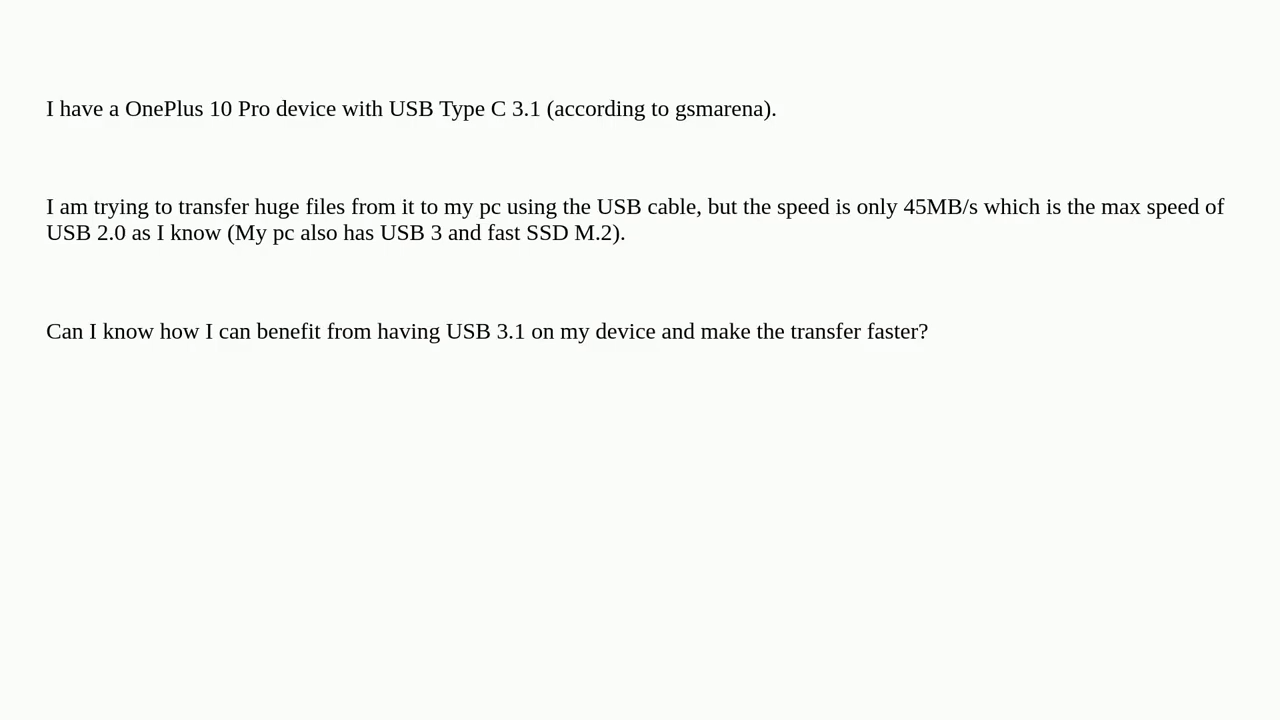 I have a OnePlus 10 Pro device with USB Type C 3.1 (according to gsmarena).
I am trying to transfer huge files from it to my pc using the USB cable, but the speed is only 45MB/s which is the max speed of
USB 2.0 as I know (My pc also has USB 3 and fast SSD M.2).
Can I know how I can benefit from having USB 3.1 on my device and make the transfer faster?